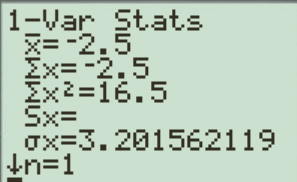 1-Var Stats
x̄=-2.5
Σx=-2.5
Σx²=16.5
Sx=
σx=3.201562119
↓n=1